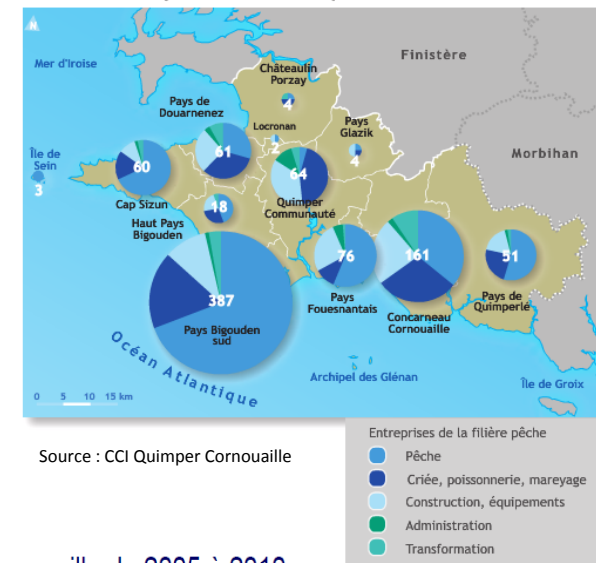 Finistère
Mer d'Iroise
Châteaulin
Porzay
4
Pays de
Douarnenez
Locronan
2
Pays
Glazik
4
Morbihan
Île de
Sein
3
60
61
64
Cap Sizun
Quimper
Communauté
Haut Pays
Bigouden
18
76
161
51
Pays
Fouesnantais
Concarneau
Cornouaille
Pays de
Quimperlé
387
Pays Bigouden
sud
Océan Atlantique
Archipel des Glénan
Île de Groix
0 5 10 15 km
Source : CCI Quimper Cornouaille
Entreprises de la filière pêche
Pêche
Criée, poissonnerie, mareyage
Construction, équipements
Administration
Transformation